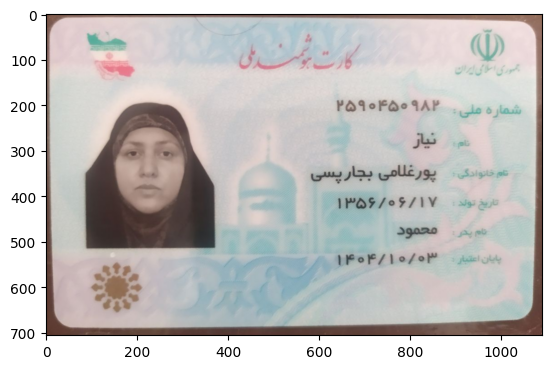 کارت هوشمند ملی
جمهوری اسلامی ایران
شماره ملی: ۲۵۹۰۴۵۰۹۸۲
نام: نیاز
نام خانوادگی: پورغلامی بجارپسی
تاریخ تولد: ۱۳۵۶/۰۶/۱۷
نام پدر: محمود
پایان اعتبار: ۱۴۰۴/۱۰/۰۳
0
100
200
300
400
500
600
700
0 200 400 600 800 1000